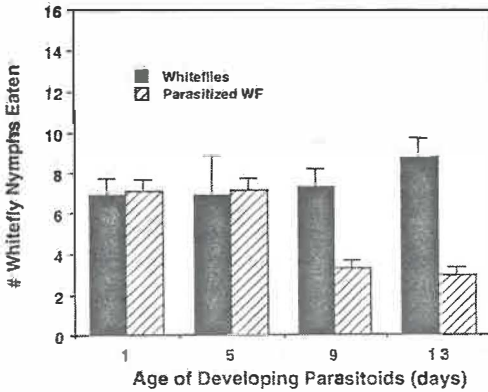 # Whitefly Nymphs Eaten
16
14
12
10
8
6
4
2
0
Whiteflies
Parasitized WF
1 5 9 13
Age of Developing Parasitoids (days)